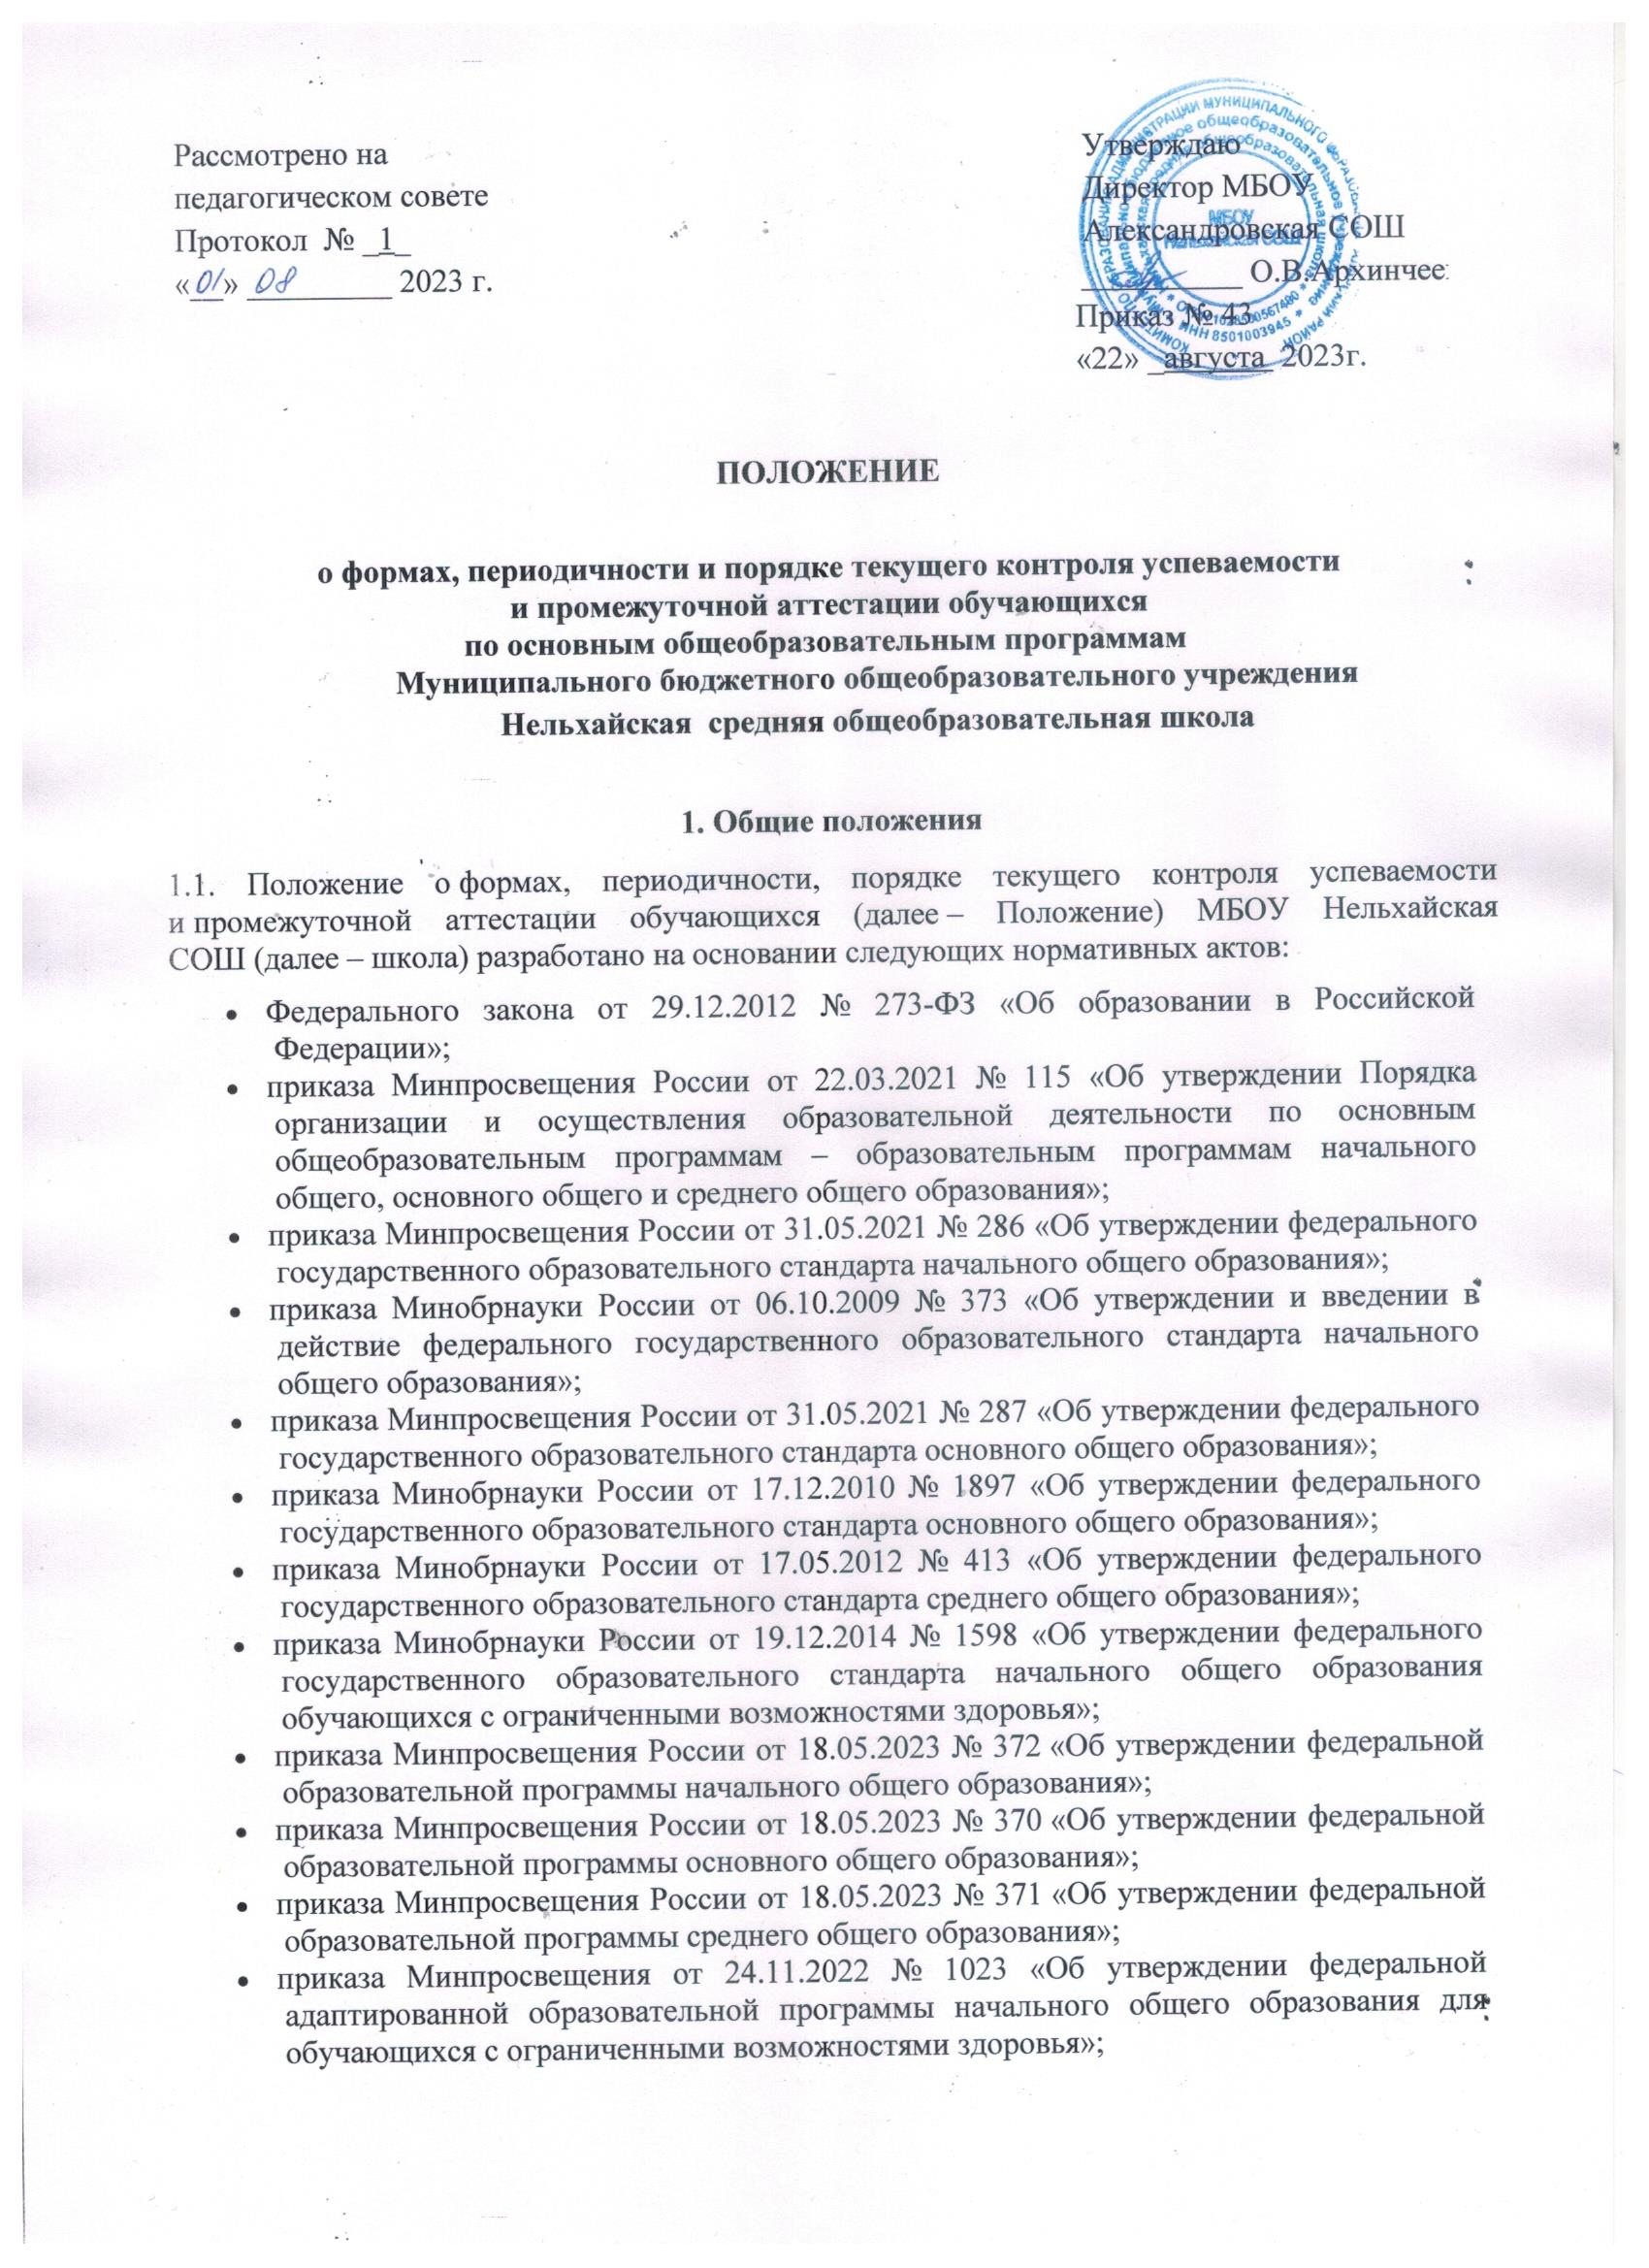 Рассмотрено на
педагогическом совете
Протокол № _1_
«01» 08 2023 г.
Утверждаю
Директор МБОУ
Александровская СОШ
__________ О.В.Архинчее
Приказ № 43
«22» _августа_ 2023г.
МБОУ
ИНН 8501003945
ПОЛОЖЕНИЕ
о формах, периодичности и порядке текущего контроля успеваемости
и промежуточной аттестации обучающихся
по основным общеобразовательным программам
Муниципального бюджетного общеобразовательного учреждения
Нельхайская средняя общеобразовательная школа
1. Общие положения
1.1. Положение о формах, периодичности, порядке текущего контроля успеваемости
и промежуточной аттестации обучающихся (далее – Положение) МБОУ Нельхайская
СОШ (далее – школа) разработано на основании следующих нормативных актов:
• Федерального закона от 29.12.2012 № 273-ФЗ «Об образовании в Российской
Федерации»;
• приказа Минпросвещения России от 22.03.2021 № 115 «Об утверждении Порядка
организации и осуществления образовательной деятельности по основным
общеобразовательным программам – образовательным программам начального
общего, основного общего и среднего общего образования»;
• приказа Минпросвещения России от 31.05.2021 № 286 «Об утверждении федерального
государственного образовательного стандарта начального общего образования»;
• приказа Минобрнауки России от 06.10.2009 № 373 «Об утверждении и введении в
действие федерального государственного образовательного стандарта начального
общего образования»;
• приказа Минпросвещения России от 31.05.2021 № 287 «Об утверждении федерального
государственного образовательного стандарта основного общего образования»;
• приказа Минобрнауки России от 17.12.2010 № 1897 «Об утверждении федерального
государственного образовательного стандарта основного общего образования»;
• приказа Минобрнауки России от 17.05.2012 № 413 «Об утверждении федерального
государственного образовательного стандарта среднего общего образования»;
• приказа Минобрнауки России от 19.12.2014 № 1598 «Об утверждении федерального
государственного образовательного стандарта начального общего образования
обучающихся с ограниченными возможностями здоровья»;
• приказа Минпросвещения России от 18.05.2023 № 372 «Об утверждении федеральной
образовательной программы начального общего образования»;
• приказа Минпросвещения России от 18.05.2023 № 370 «Об утверждении федеральной
образовательной программы основного общего образования»;
• приказа Минпросвещения России от 18.05.2023 № 371 «Об утверждении федеральной
образовательной программы среднего общего образования»;
• приказа Минпросвещения от 24.11.2022 № 1023 «Об утверждении федеральной
адаптированной образовательной программы начального общего образования для
обучающихся с ограниченными возможностями здоровья»;